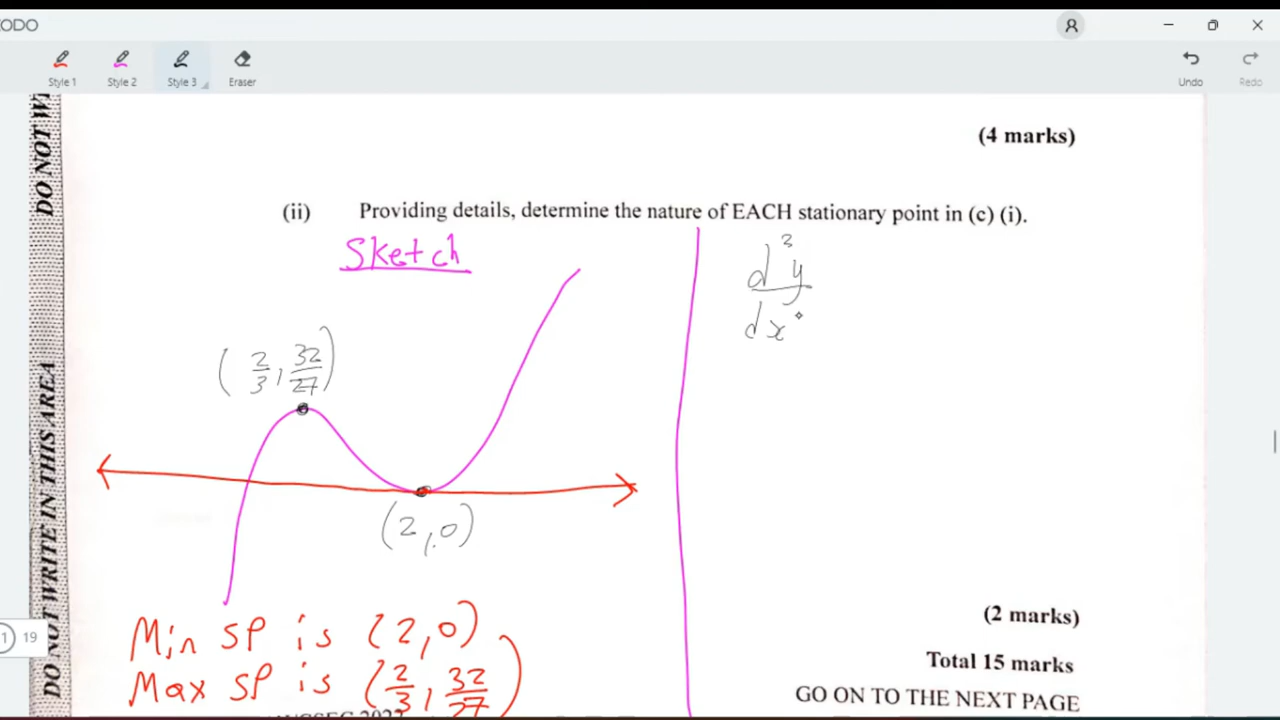 ODO
Style 1
Style 2
Style 3
Eraser
Undo
Redo
DO NOT WI
(4 marks)
(ii) Providing details, determine the nature of EACH stationary point in (c) (i).
Sketch
d²y
dx
(2/3, 32/27)
(2,0)
DO NOT WRITE IN THIS AREA
Min SP is (2,0)
Max SP is (2/3, 32/27)
(2 marks)
Total 15 marks
GO ON TO THE NEXT PAGE
19